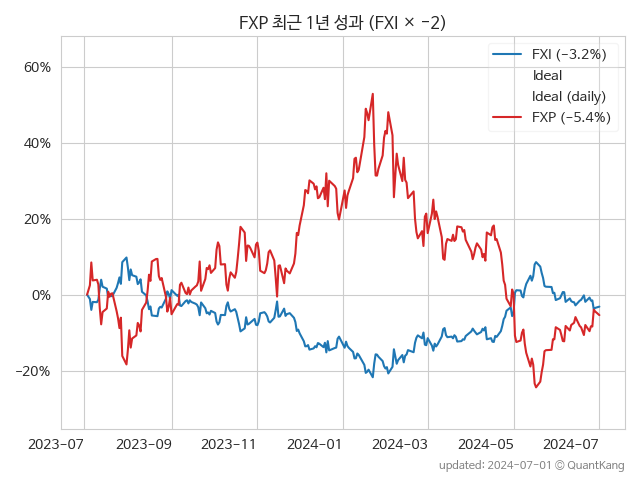 FXP 최근 1년 성과 (FXI × −2)
FXI (−3.2%)
Ideal
Ideal (daily)
FXP (−5.4%)
60%
40%
20%
0%
−20%
2023-07 2023-09 2023-11 2024-01 2024-03 2024-05 2024-07
updated: 2024-07-01 © QuantKang